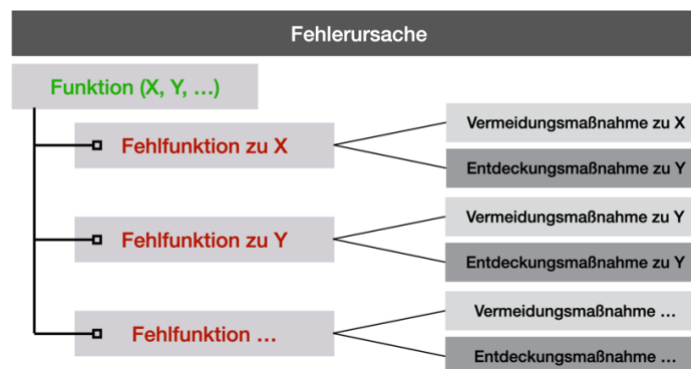 Fehlerursache
Funktion (X, Y, ...)
Fehlfunktion zu X
Vermeidungsmaßnahme zu X
Entdeckungsmaßnahme zu Y
Fehlfunktion zu Y
Vermeidungsmaßnahme zu Y
Entdeckungsmaßnahme zu Y
Fehlfunktion ...
Vermeidungsmaßnahme ...
Entdeckungsmaßnahme ...